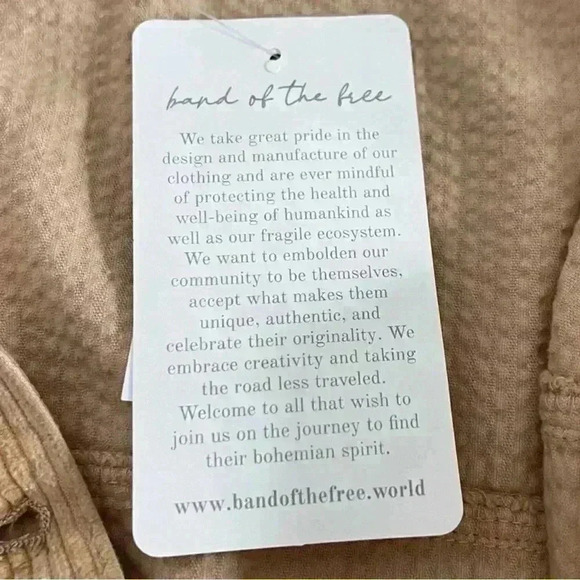 band of the free
We take great pride in the
design and manufacture of our
clothing and are ever mindful
of protecting the health and
well-being of humankind as
well as our fragile ecosystem.
We want to embolden our
community to be themselves,
accept what makes them
unique, authentic, and
celebrate their originality. We
embrace creativity and taking
the road less traveled.
Welcome to all that wish to
join us on the journey to find
their bohemian spirit.
www.bandofthefree.world